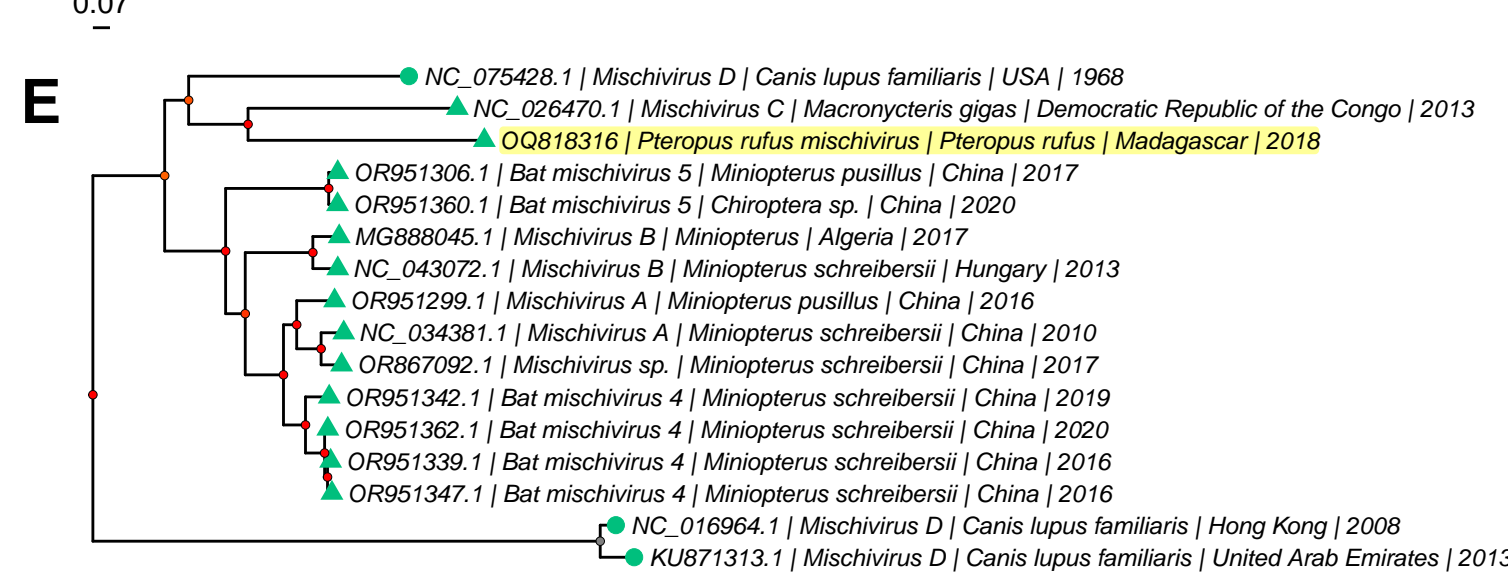 0.07
E
NC_075428.1 | Mischivirus D | Canis lupus familiaris | USA | 1968
NC_026470.1 | Mischivirus C | Macronycteris gigas | Democratic Republic of the Congo | 2013
OQ818316 | Pteropus rufus mischivirus | Pteropus rufus | Madagascar | 2018
OR951306.1 | Bat mischivirus 5 | Miniopterus pusillus | China | 2017
OR951360.1 | Bat mischivirus 5 | Chiroptera sp. | China | 2020
MG888045.1 | Mischivirus B | Miniopterus | Algeria | 2017
NC_043072.1 | Mischivirus B | Miniopterus schreibersii | Hungary | 2013
OR951299.1 | Mischivirus A | Miniopterus pusillus | China | 2016
NC_034381.1 | Mischivirus A | Miniopterus schreibersii | China | 2010
OR867092.1 | Mischivirus sp. | Miniopterus schreibersii | China | 2017
OR951342.1 | Bat mischivirus 4 | Miniopterus schreibersii | China | 2019
OR951362.1 | Bat mischivirus 4 | Miniopterus schreibersii | China | 2020
OR951339.1 | Bat mischivirus 4 | Miniopterus schreibersii | China | 2016
OR951347.1 | Bat mischivirus 4 | Miniopterus schreibersii | China | 2016
NC_016964.1 | Mischivirus D | Canis lupus familiaris | Hong Kong | 2008
KU871313.1 | Mischivirus D | Canis lupus familiaris | United Arab Emirates | 2013